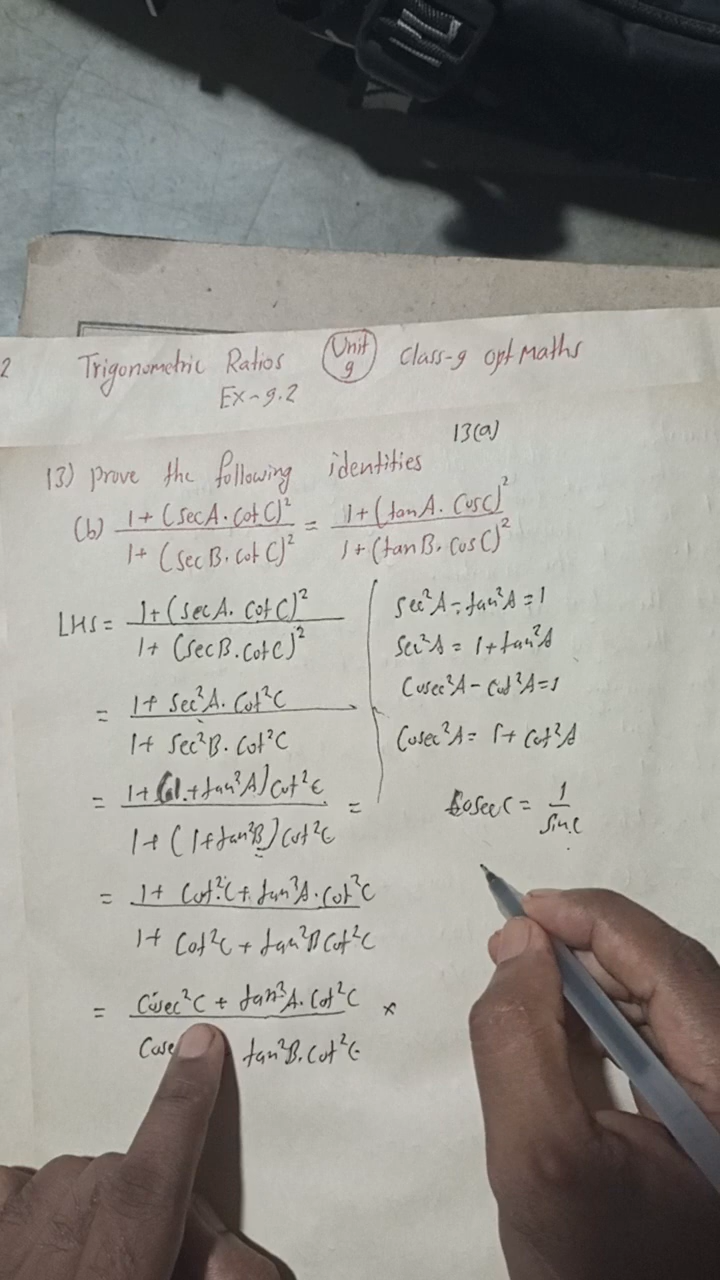 2 Trigonometric Ratios Unit 9 Class-9 Opt Maths
Ex-9.2
13(a)
13) Prove the following identities
(b) 1+(secA.cotC)² / 1+(secB.cotC)² = 1+(tanA.CosC)² / 1+(tanB.CosC)²
LHS = 1+(secA.CotC)² / 1+(secB.CotC)²
= 1+Sec²A.Cot²C / 1+Sec²B.Cot²C
= 1+(1+tan²A)Cot²C / 1+(1+tan²B)Cot²C =
= 1+Cot²C+tan²A.Cot²C / 1+Cot²C+tan²BCot²C
= Cosec²C+tan²A.Cot²C / tan²B.Cot²C ×
Sec²A-tan²A=1
Sec²A=1+tan²A
Cosec²A-Cot²A=1
Cosec²A=1+Cot²A
CosecC = 1 / SinC